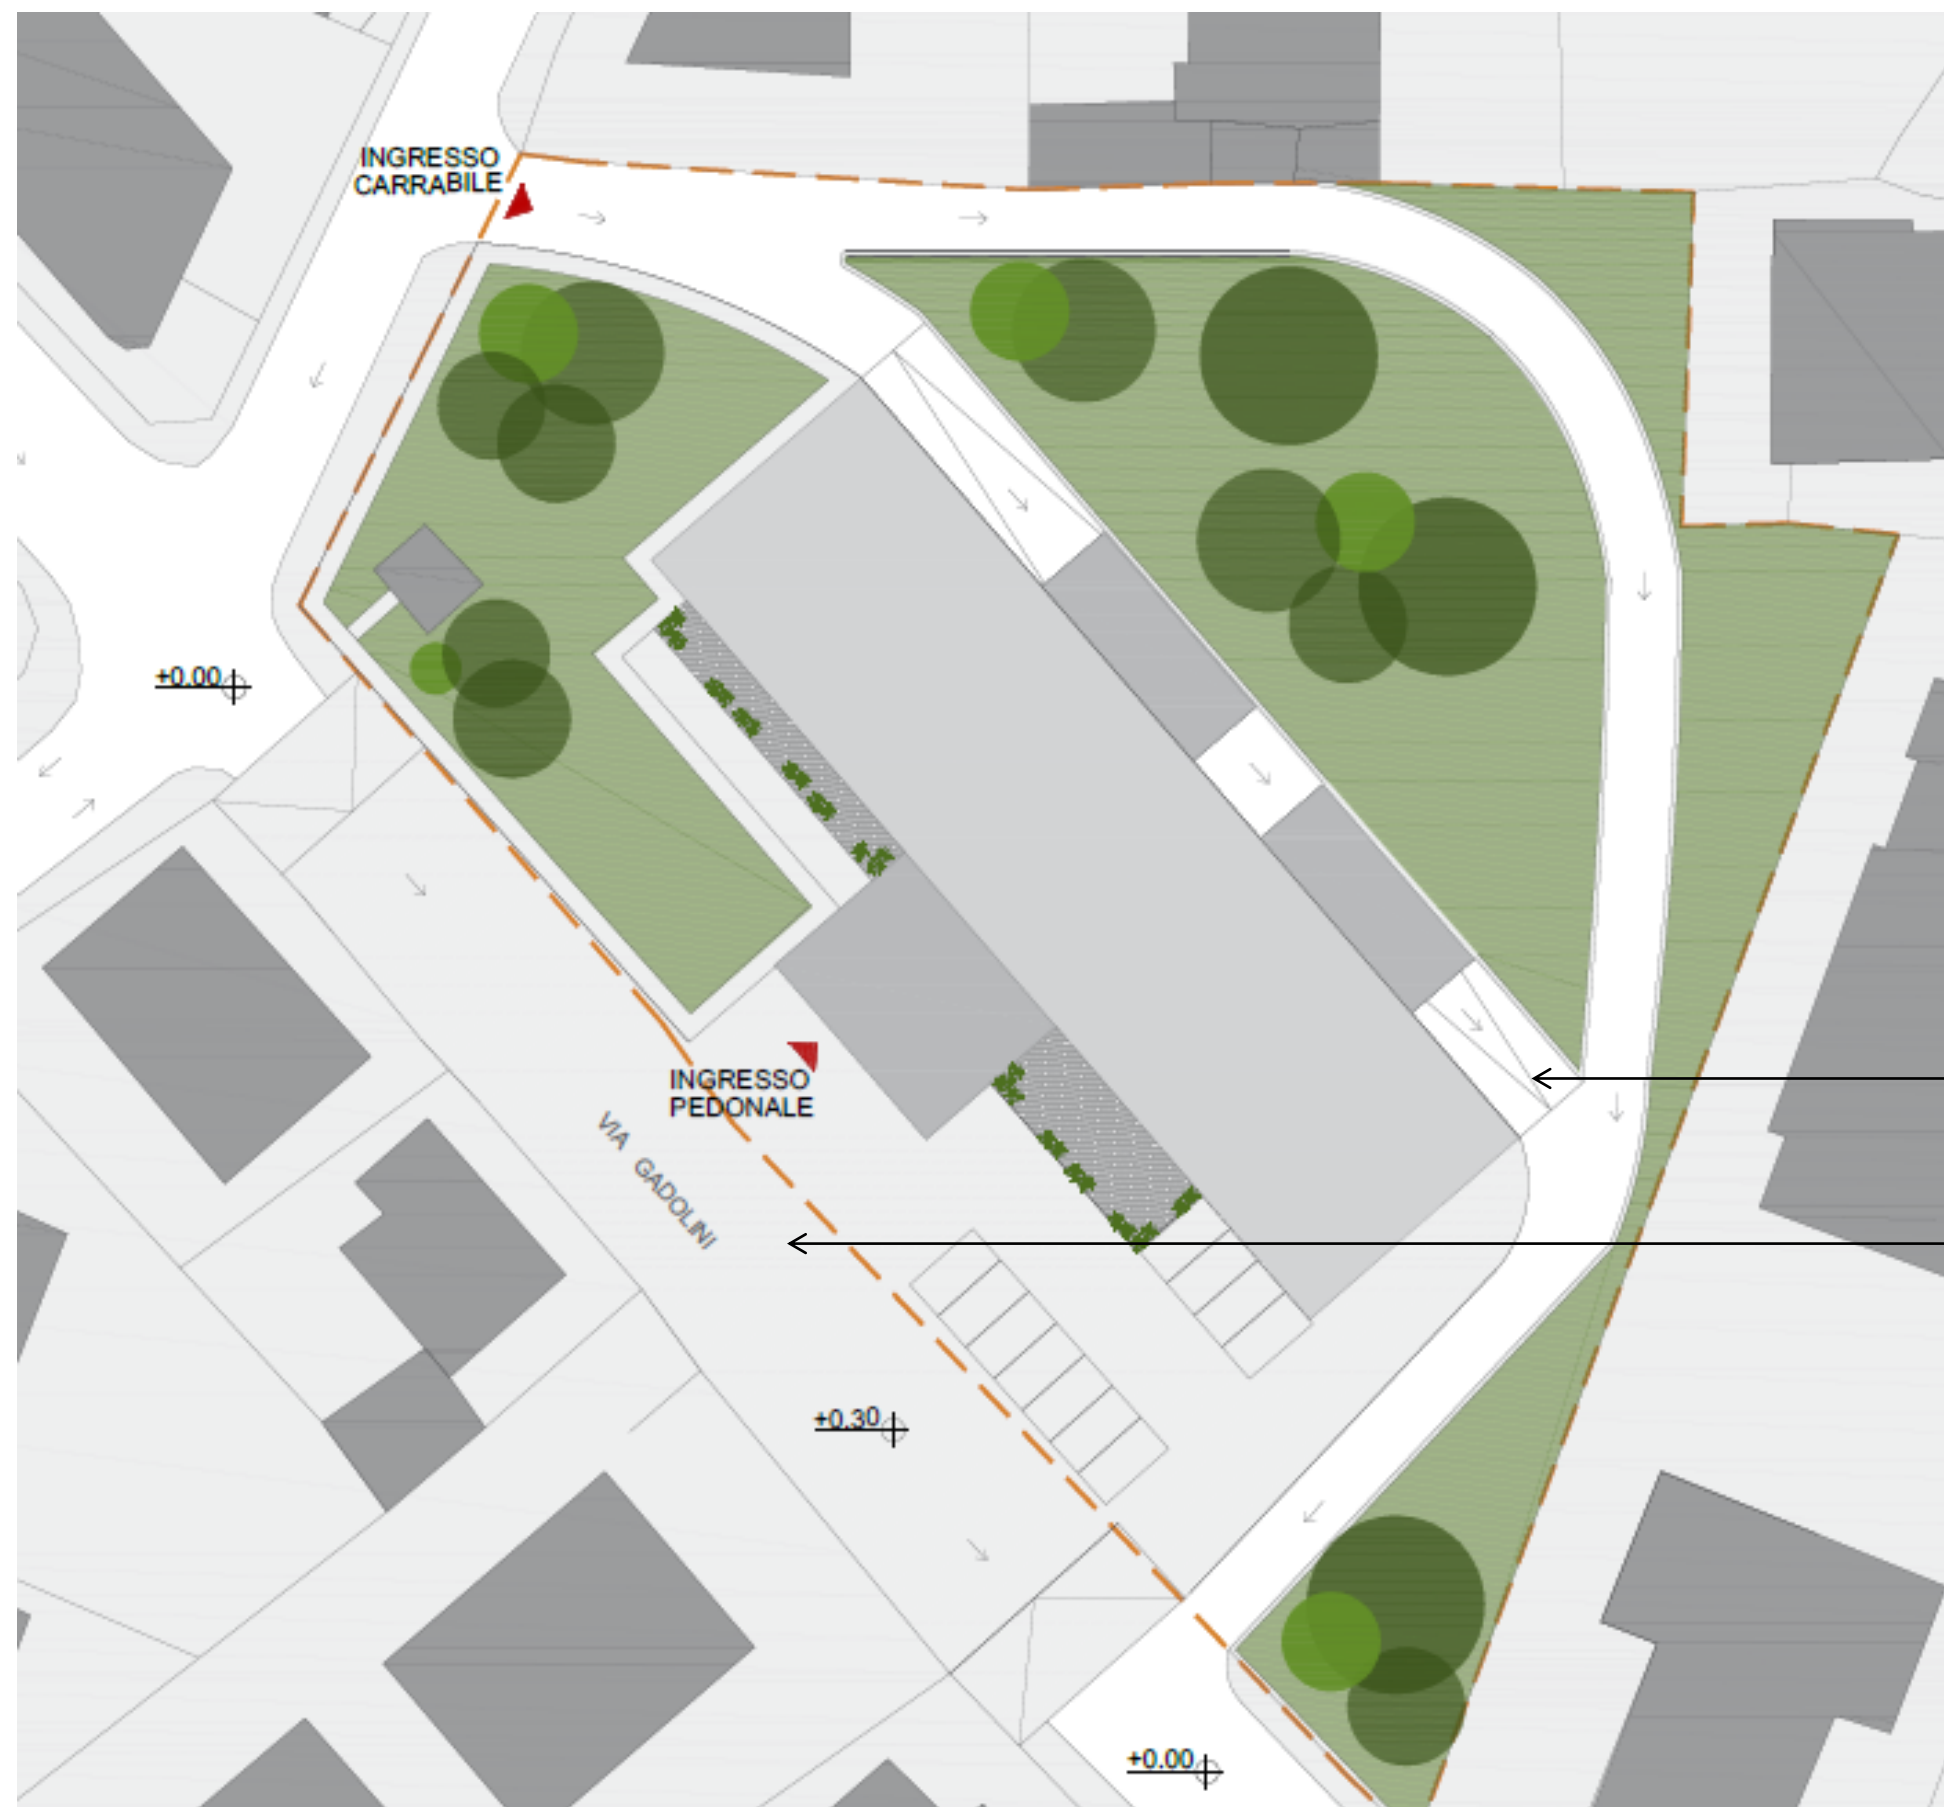 INGRESSO
CARRABILE
+0.00
INGRESSO
PEDONALE
VIA GADOLINI
+0.30
+0.00